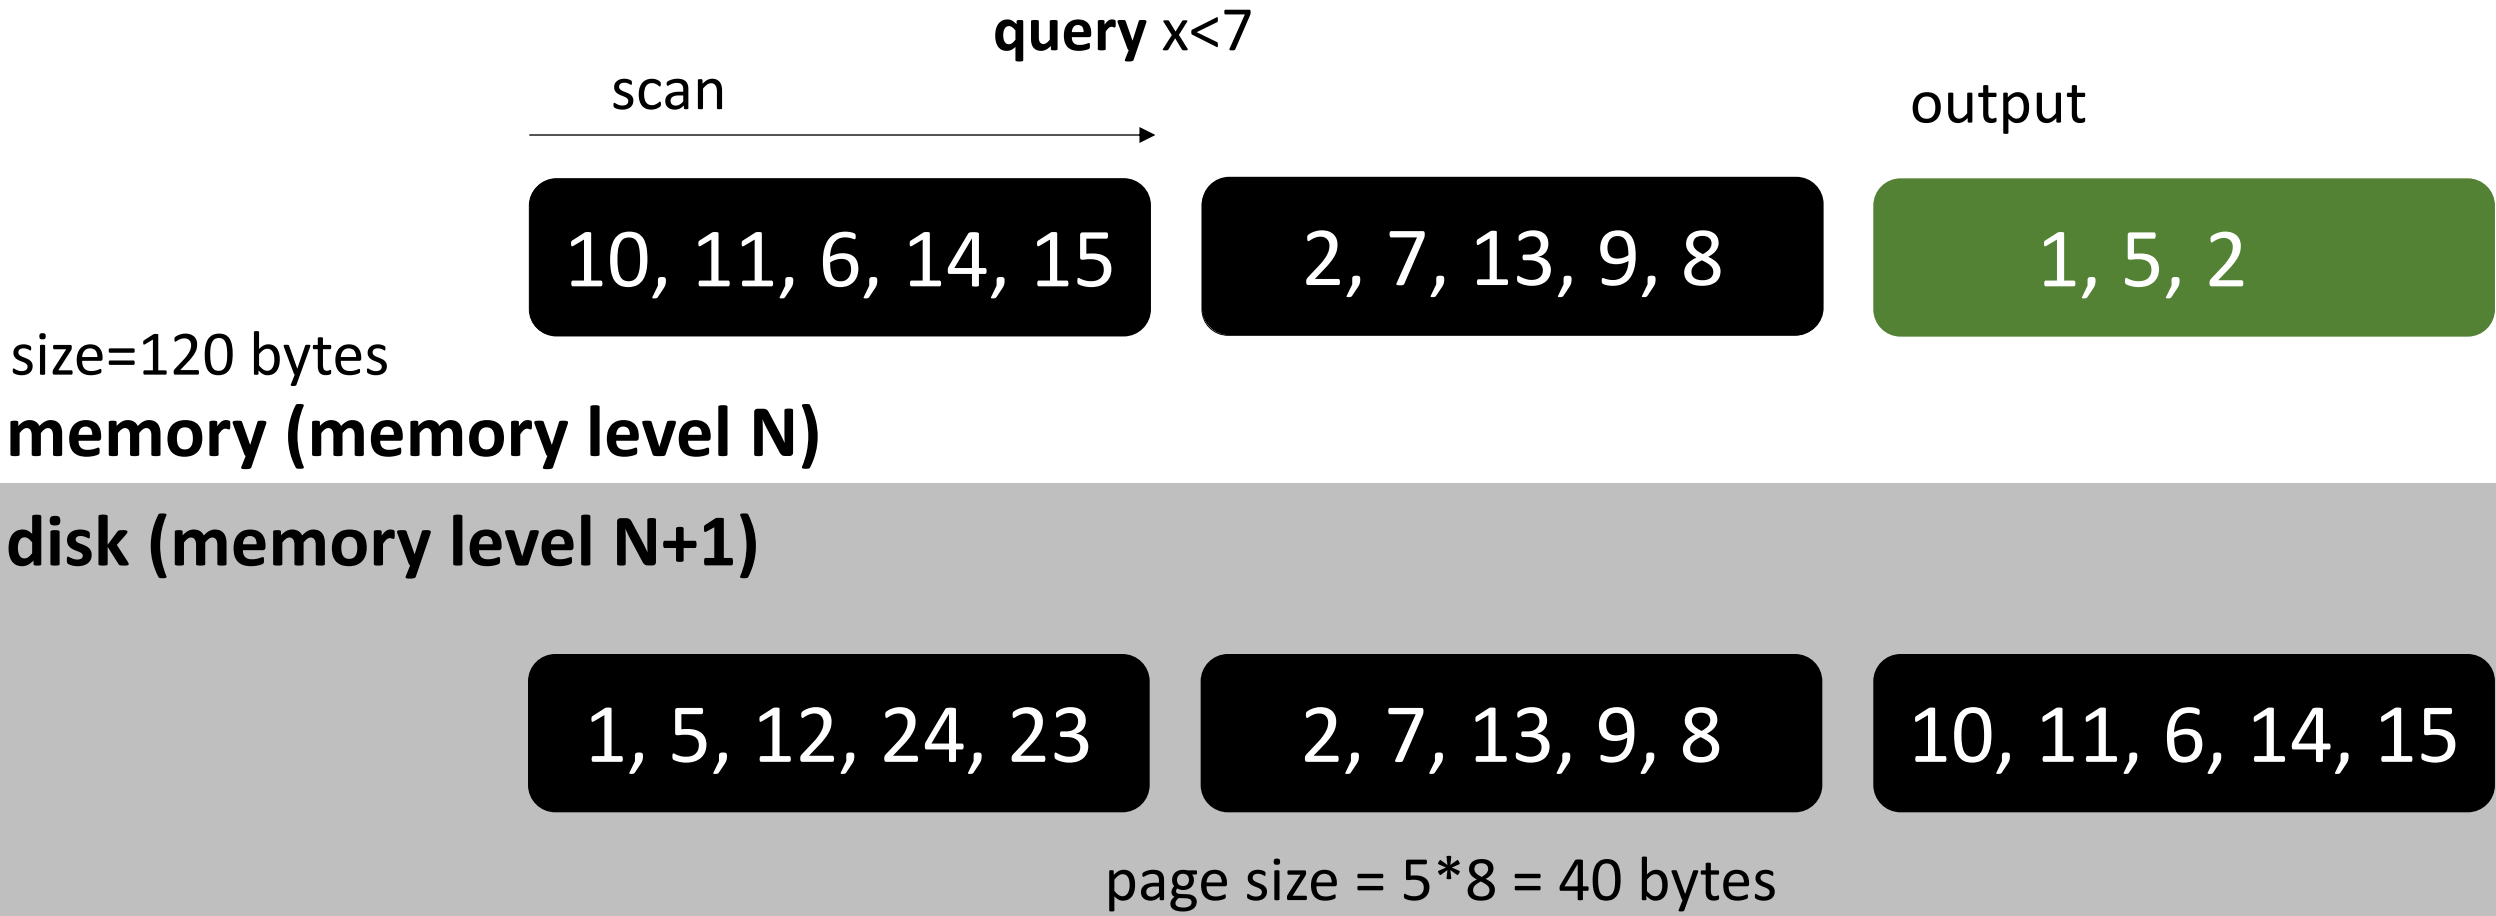 query x<7
scan
output
10, 11, 6, 14, 15
2, 7, 13, 9, 8
1, 5, 2
size=120 bytes
memory (memory level N)
disk (memory level N+1)
1, 5, 12, 24, 23
2, 7, 13, 9, 8
10, 11, 6, 14, 15
page size = 5*8 = 40 bytes